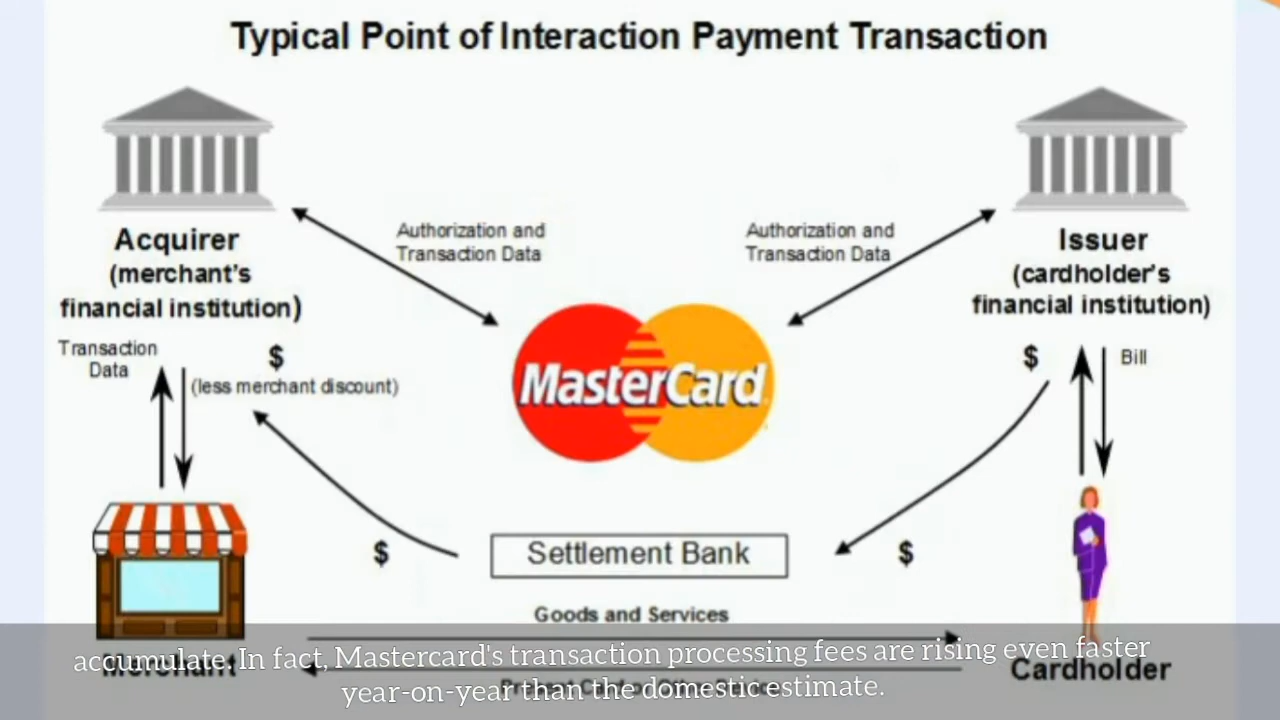 Typical Point of Interaction Payment Transaction
Acquirer
(merchant's
financial institution)
Authorization and
Transaction Data
Authorization and
Transaction Data
Issuer
(cardholder's
financial institution)
Transaction
Data
$
(less merchant discount)
MasterCard
$
Bill
$
Settlement Bank
$
Goods and Services
Merchant
Cardholder
accumulate. In fact, Mastercard's transaction processing fees are rising even faster
year-on-year than the domestic estimate.